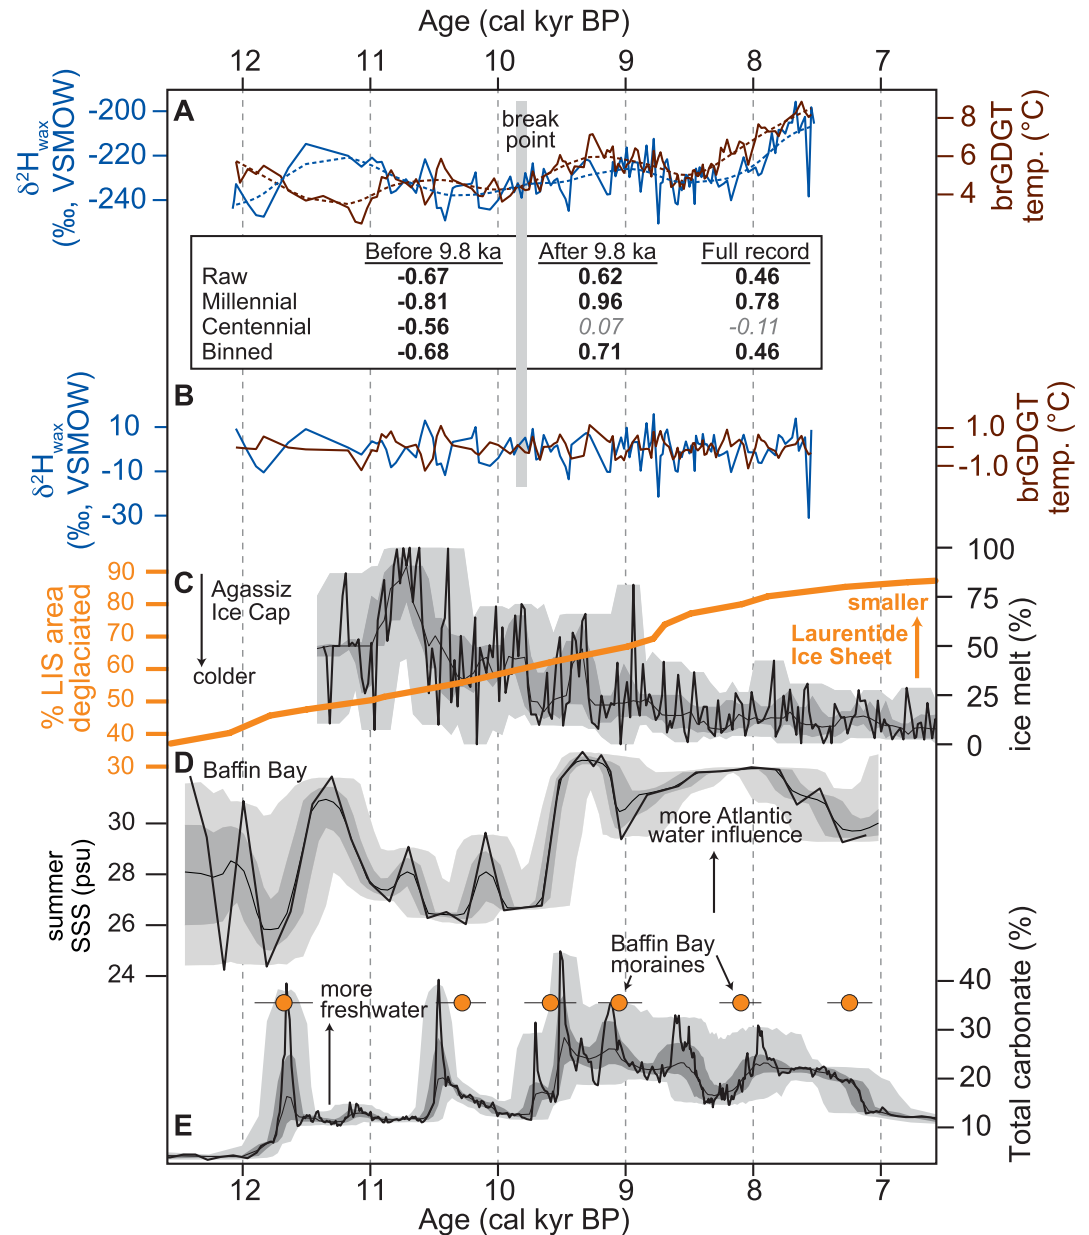 Age (cal kyr BP)
12 11 10 9 8 7
A
δ²Hwax
(‰, VSMOW)
-200
-220
-240
break
point
8
6
4
brGDGT
temp. (°C)
Before 9.8 ka After 9.8 ka Full record
Raw -0.67 0.62 0.46
Millennial -0.81 0.96 0.78
Centennial -0.56 0.07 -0.11
Binned -0.68 0.71 0.46
B
δ²Hwax
(‰, VSMOW)
10
-10
-30
1.0
-1.0
brGDGT
temp. (°C)
C
% LIS area
deglaciated
90
80
70
60
50
40
30
Agassiz
Ice Cap
colder
smaller
Laurentide
Ice Sheet
100
75
50
25
0
ice melt (%)
D
Baffin Bay
summer
SSS (psu)
30
28
26
24
more Atlantic
water influence
Baffin Bay
moraines
more
freshwater
E
40
30
20
10
Total carbonate (%)
12 11 10 9 8 7
Age (cal kyr BP)